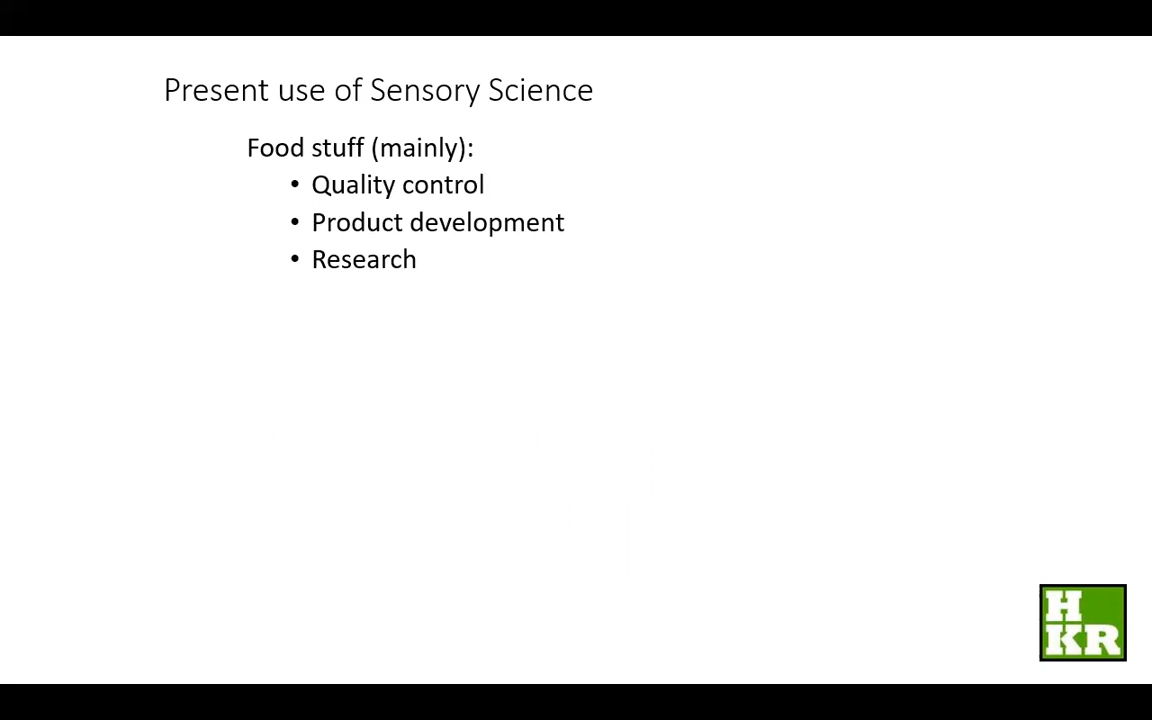 Present use of Sensory Science
Food stuff (mainly):
• Quality control
• Product development
• Research
H
KR